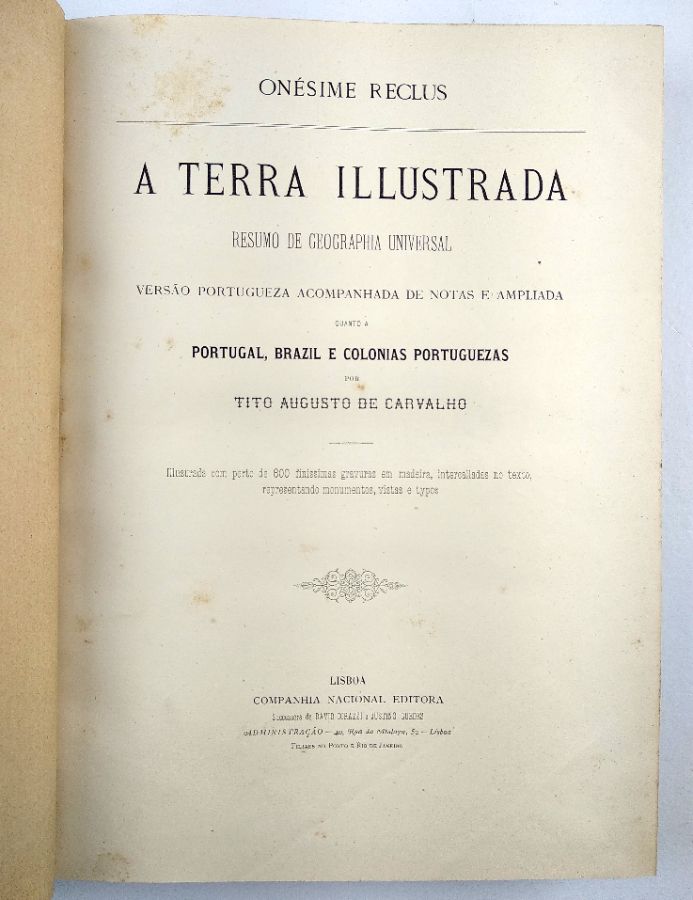 ONÉSIME RECLUS
A TERRA ILLUSTRADA
RESUMO DE GEOGRAPHIA UNIVERSAL
VERSÃO PORTUGUEZA ACOMPANHADA DE NOTAS E AMPLIADA
QUANTO A
PORTUGAL, BRAZIL E COLONIAS PORTUGUEZAS
POR
TITO AUGUSTO DE CARVALHO
Illustrada com perto de 600 finissimas gravuras em madeira, intercalladas no texto,
representando monumentos, vistas e typos
LISBOA
COMPANHIA NACIONAL EDITORA
Successora de DAVID CORAZZI e JUSTINO GUEDES
ADMINISTRAÇÃO — 40, Rua da Atalaya, 52 — Lisboa
FILIAES NO PORTO E RIO DE JANEIRO